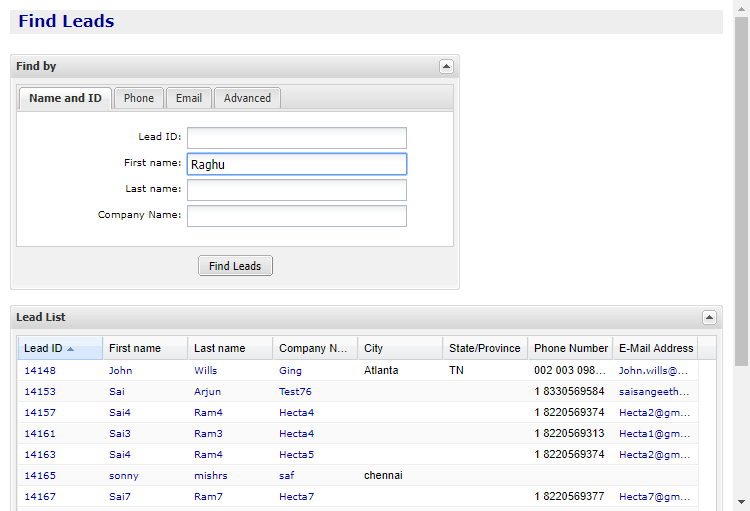 Find Leads
Find by
Name and ID Phone Email Advanced
Lead ID:
First name: Raghu
Last name:
Company Name:
Find Leads
Lead List
Lead ID First name Last name Company N... City State/Province Phone Number E-Mail Address
14148 John Wills Ging Atlanta TN 002 003 098... John.wills@...
14153 Sai Arjun Test76 1 8330569584 saisangeeth...
14157 Sai4 Ram4 Hecta4 1 8220569374 Hecta2@gm...
14161 Sai3 Ram3 Hecta4 1 8220569313 Hecta1@gm...
14163 Sai4 Ram4 Hecta5 1 8220569374 Hecta2@gm...
14165 sonny mishrs saf chennai
14167 Sai7 Ram7 Hecta7 1 8220569377 Hecta7@gm...